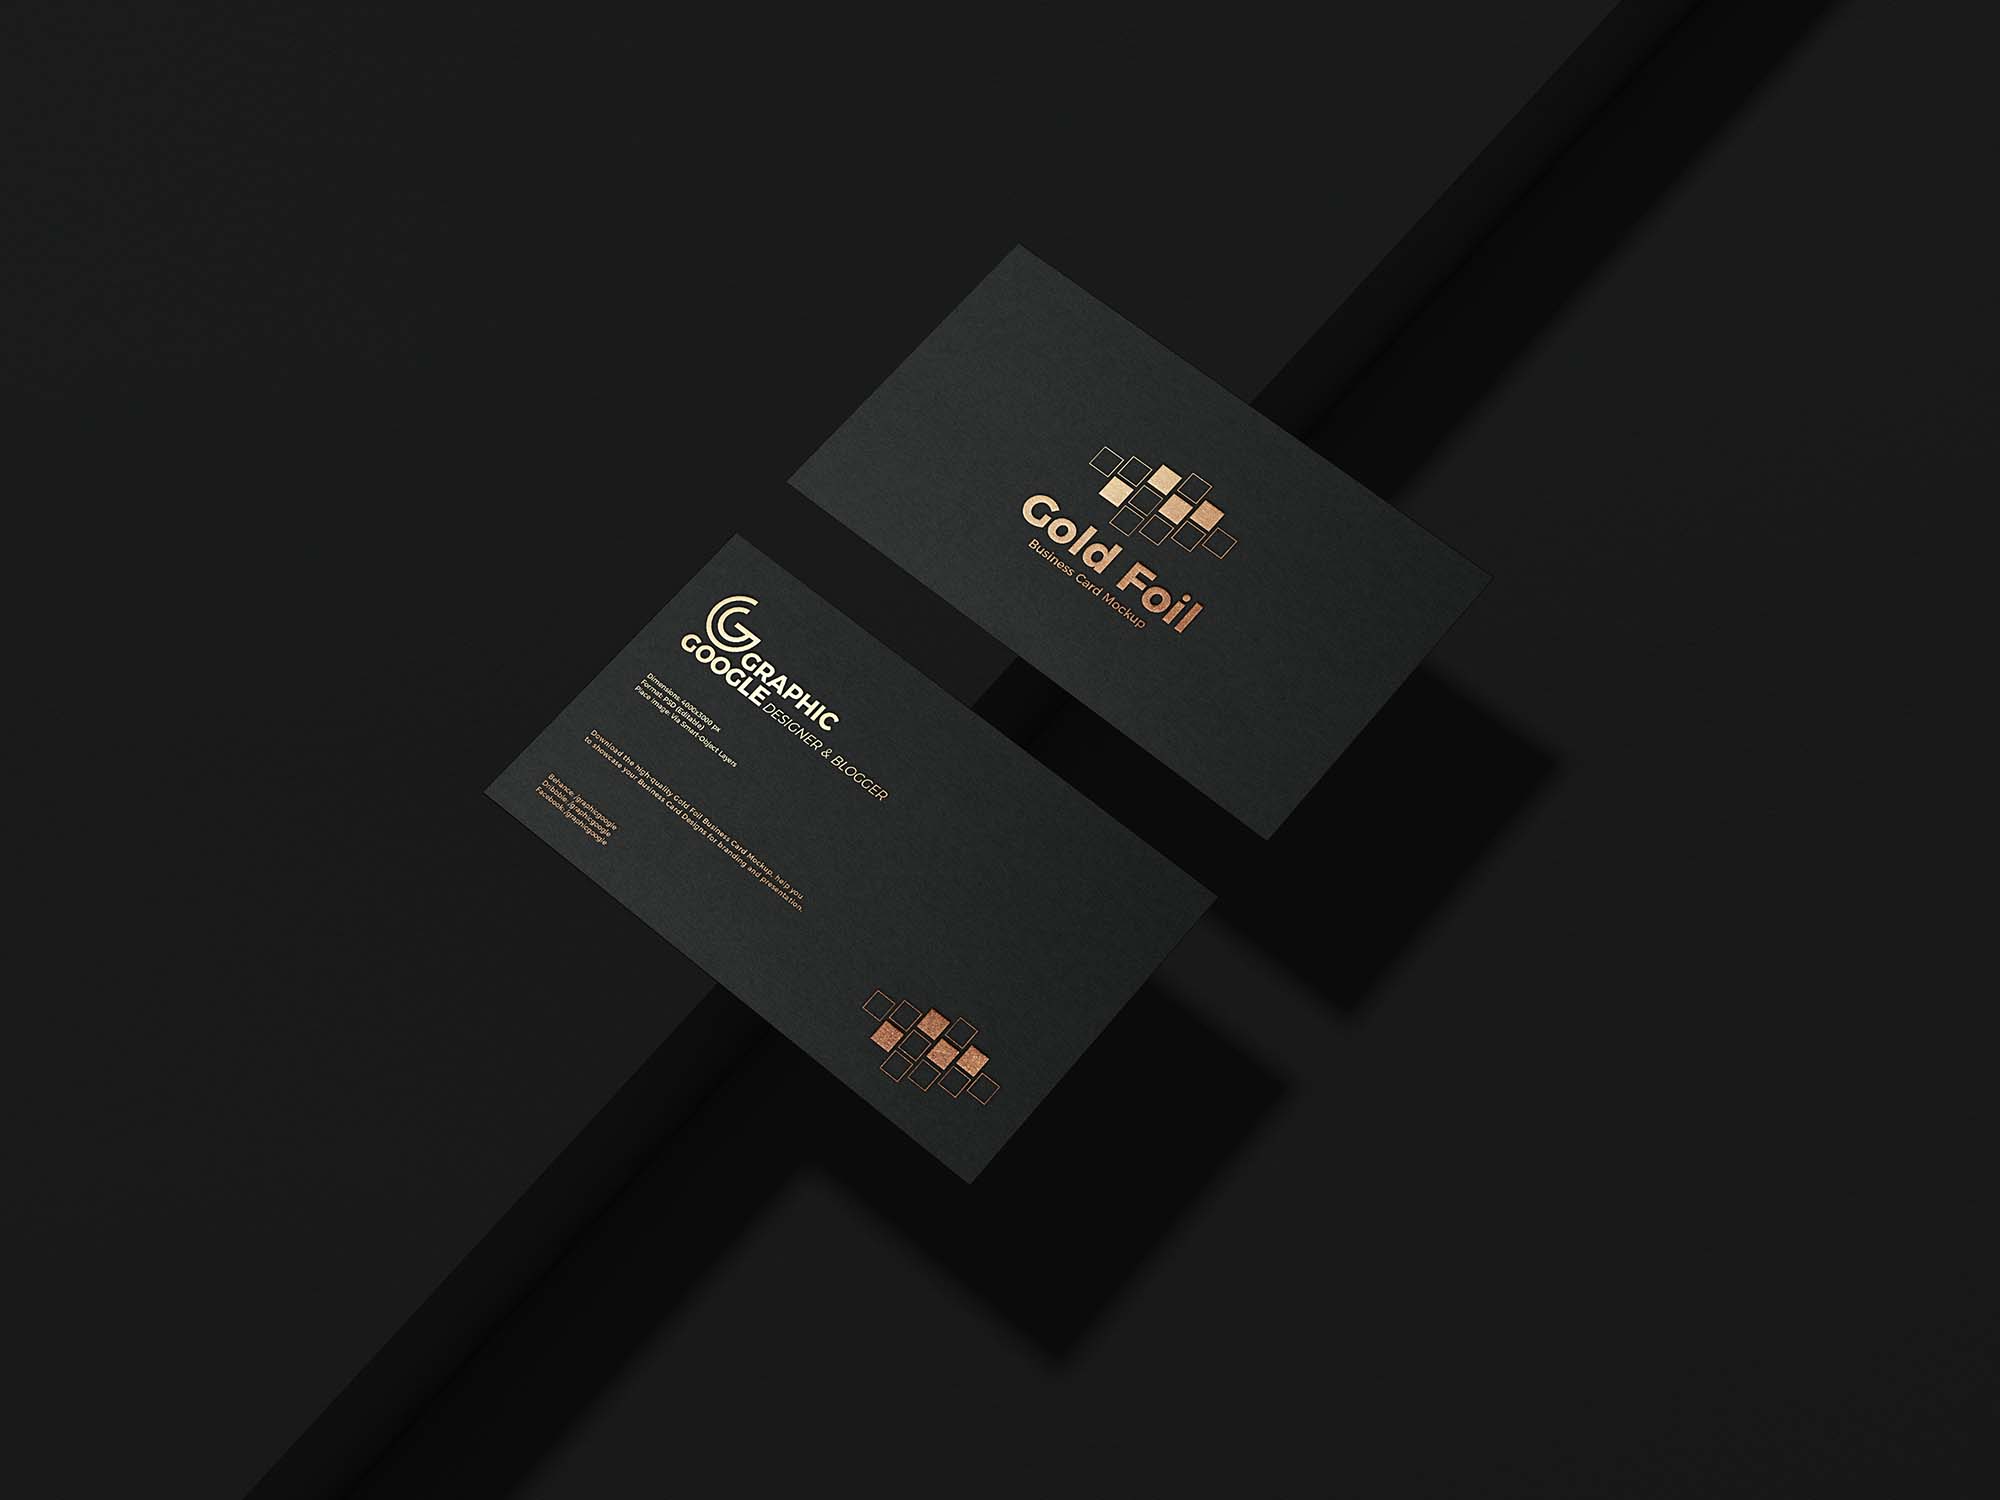 Gold Foil
Business Card Mockup
GRAPHIC
GOOGLE DESIGNER & BLOGGER
Dimensions: 4000x3000 px
Format: PSD (Editable)
Place Image: Via Smart-Object Layers
Download the high-quality Gold Foil Business Card Mockup, help you
to showcase your Business Card Designs for branding and presentation.
Behance: /graphicgoogle
Dribbble: /graphicgoogle
Facebook: /graphicgoogle